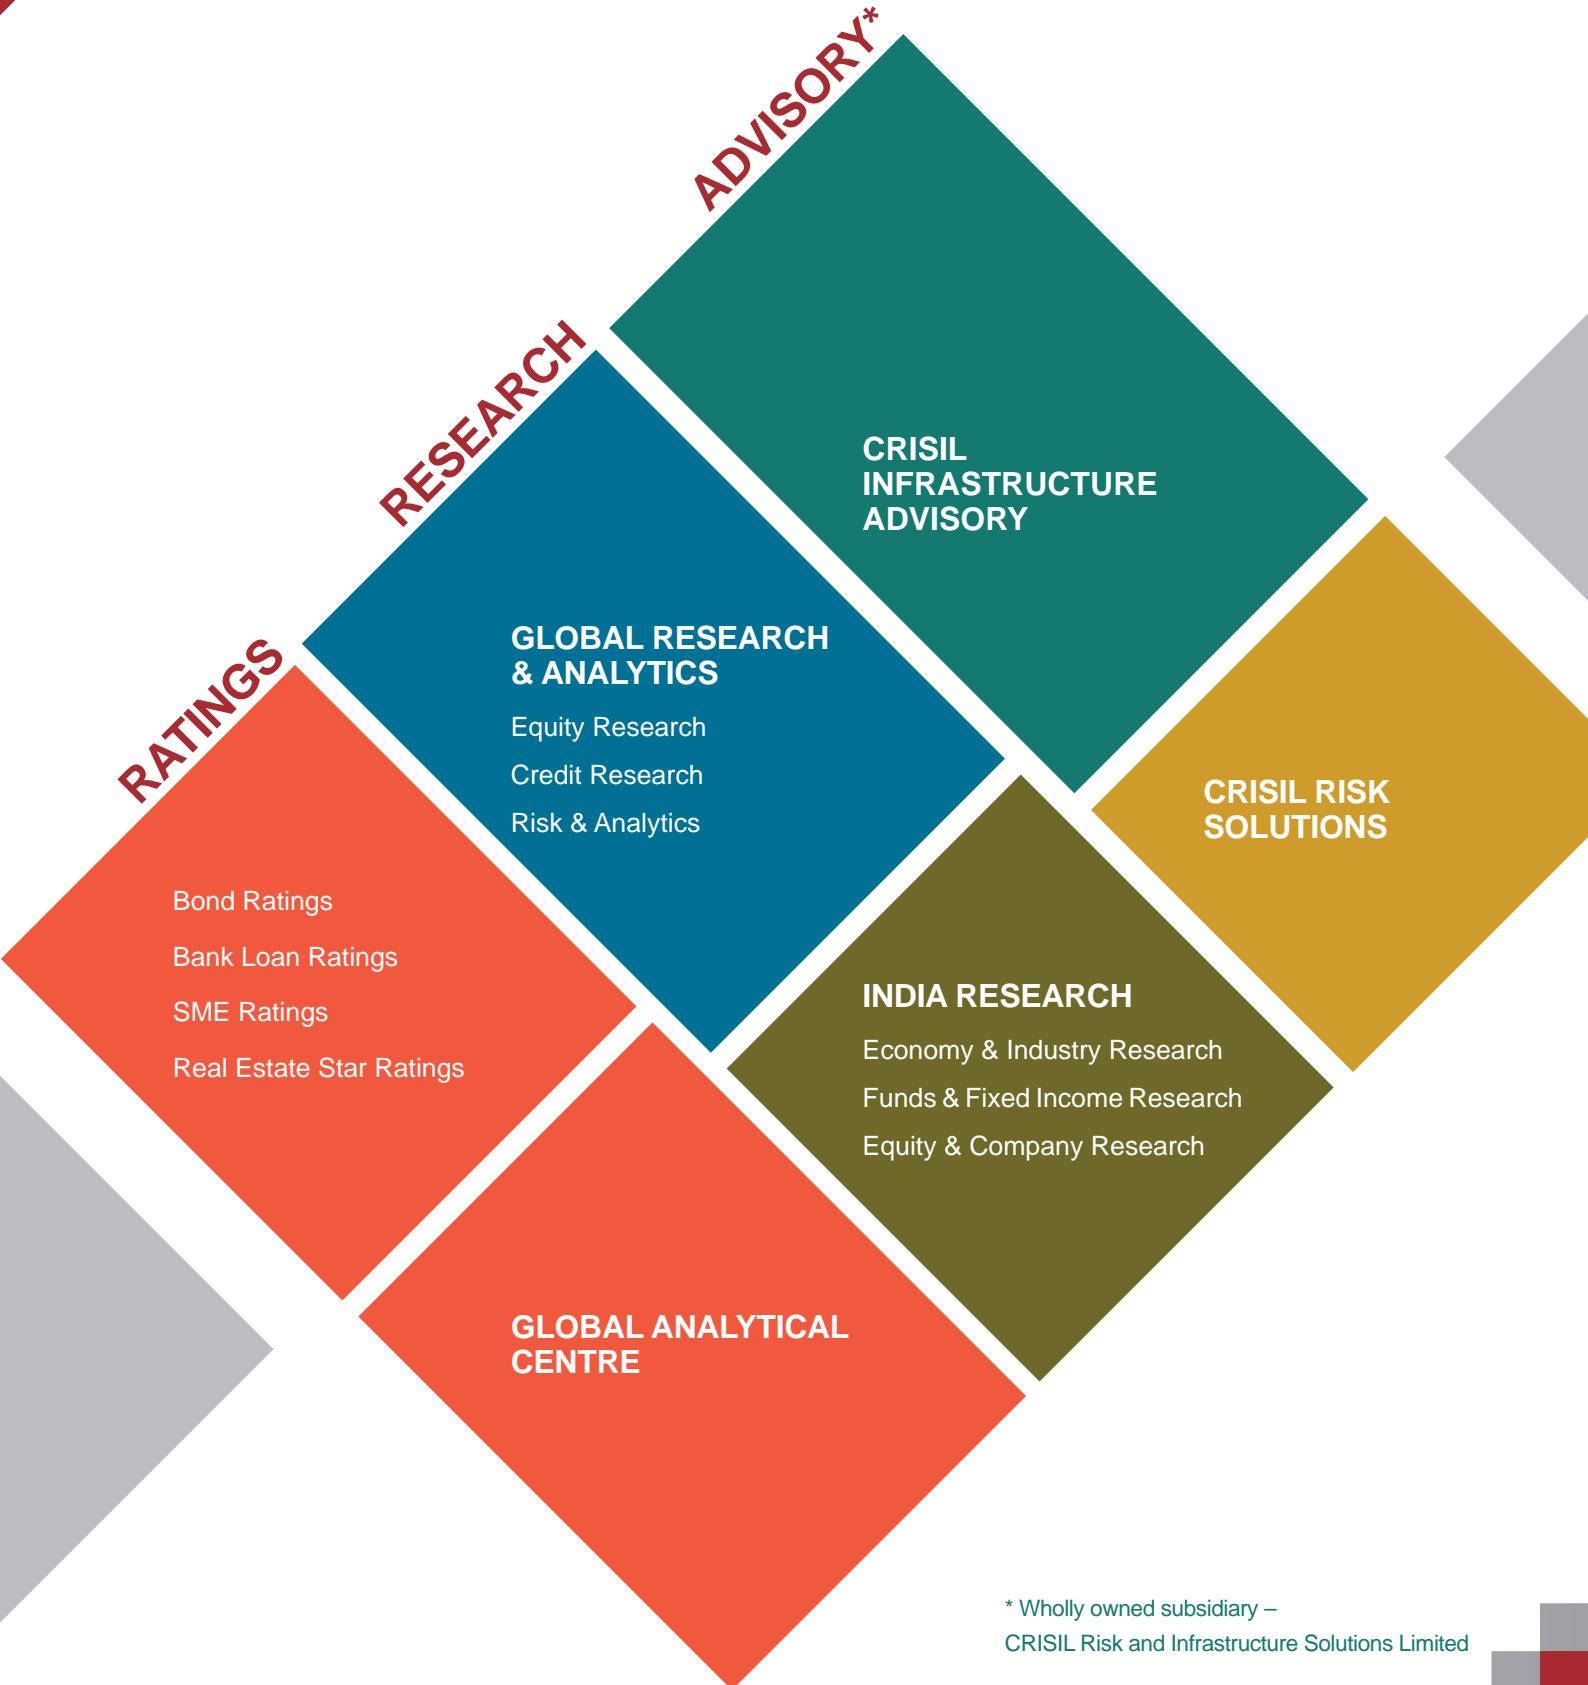 ADVISORY*
CRISIL
INFRASTRUCTURE
ADVISORY
CRISIL RISK
SOLUTIONS
RESEARCH
GLOBAL RESEARCH
& ANALYTICS
Equity Research
Credit Research
Risk & Analytics
INDIA RESEARCH
Economy & Industry Research
Funds & Fixed Income Research
Equity & Company Research
RATINGS
Bond Ratings
Bank Loan Ratings
SME Ratings
Real Estate Star Ratings
GLOBAL ANALYTICAL
CENTRE
* Wholly owned subsidiary –
CRISIL Risk and Infrastructure Solutions Limited